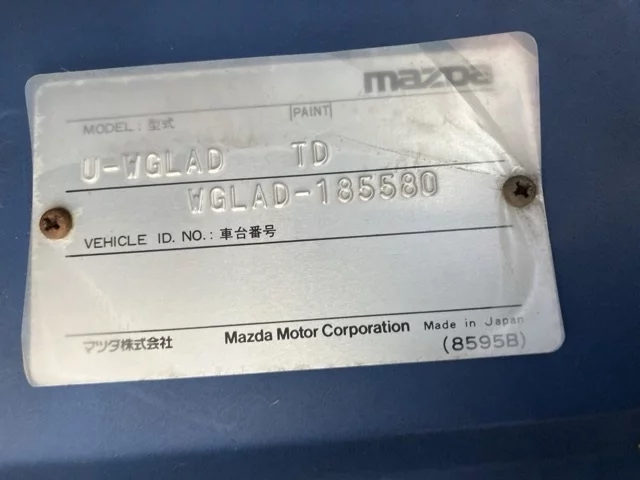 mazda
MODEL : 型式 PAINT
U-WGLAD TD
WGLAD-185580
VEHICLE ID. NO. : 車台番号
マツダ株式会社 Mazda Motor Corporation Made in Japan
(8595B)